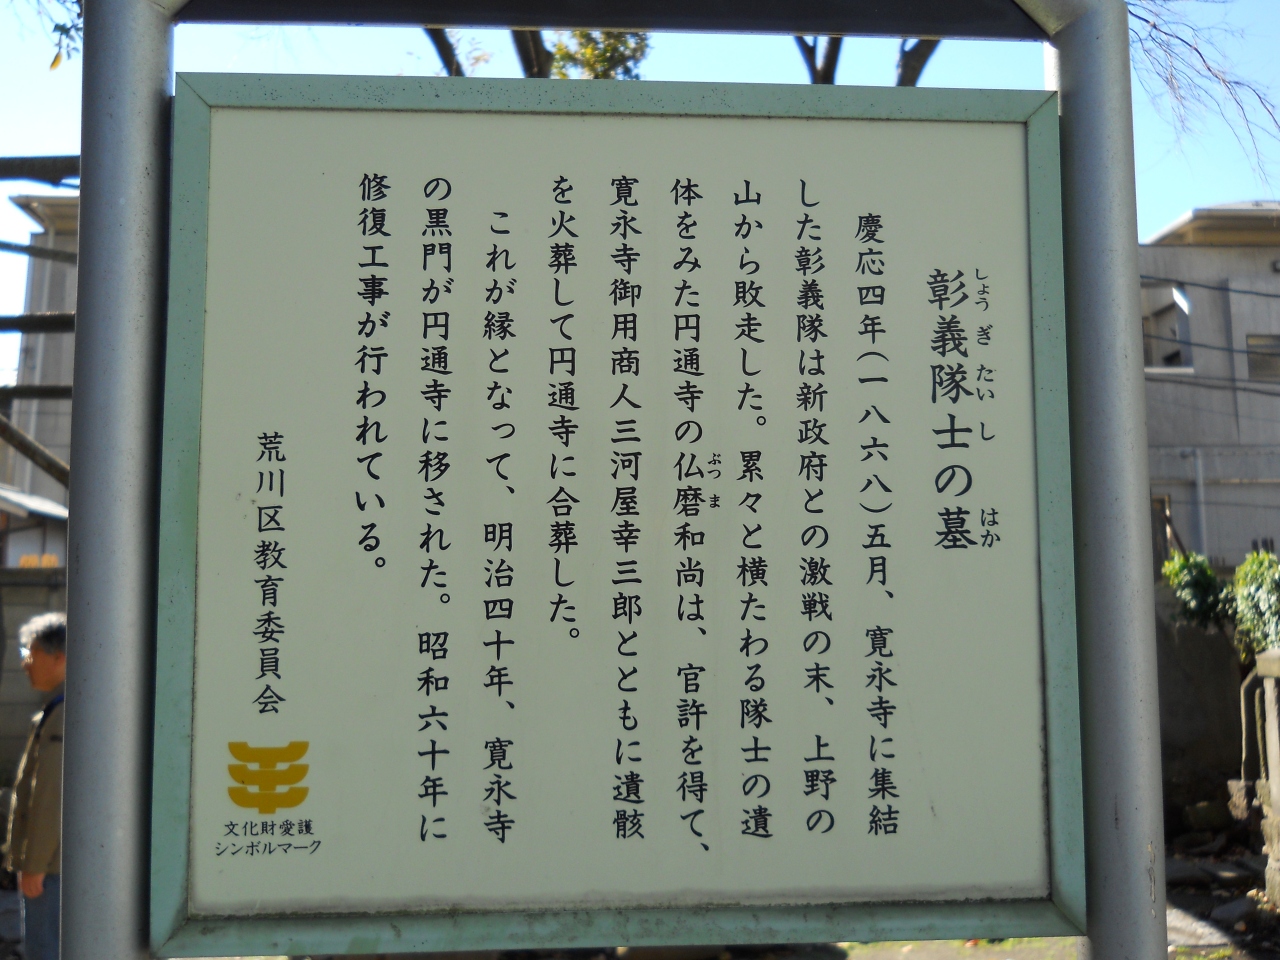 彰義隊士の墓
しょうぎたいしはか
慶応四年(一八六八)五月、寛永寺に集結
した彰義隊は新政府との激戦の末、上野の
山から敗走した。累々と横たわる隊士の遺
体をみた円通寺の仏磨和尚は、官許を得て、
ぶつま
寛永寺御用商人三河屋幸三郎とともに遺骸
を火葬して円通寺に合葬した。
これが縁となって、明治四十年、寛永寺
の黒門が円通寺に移された。昭和六十年に
修復工事が行われている。
荒川区教育委員会
文化財愛護
シンボルマーク